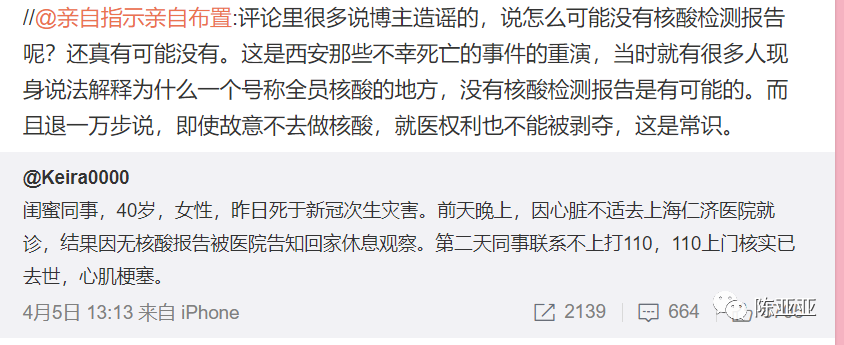 //@亲自指示亲自布置:评论里很多说博主造谣的，说怎么可能没有核酸检测报告
呢？还真有可能没有。这是西安那些不幸死亡的事件的重演，当时就有很多人现
身说法解释为什么一个号称全员核酸的地方，没有核酸检测报告是有可能的。而
且退一万步说，即使故意不去做核酸，就医权利也不能被剥夺，这是常识。
@Keira0000
闺蜜同事，40岁，女性，昨日死于新冠次生灾害。前天晚上，因心脏不适去上海仁济医院就
诊，结果因无核酸报告被医院告知回家休息观察。第二天同事联系不上打110，110上门核实已
去世，心肌梗塞。
4月5日 13:13 来自 iPhone 2139 664 陈亚亚